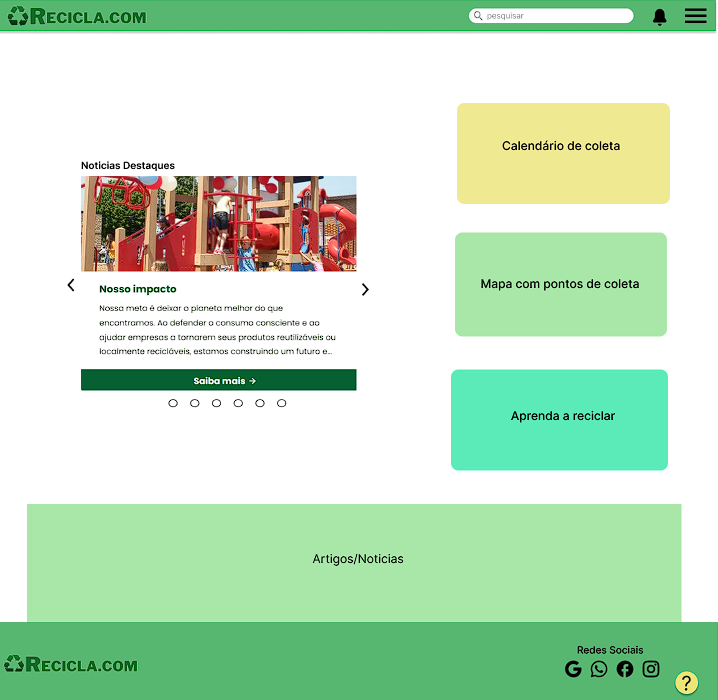 RECICLA.COM
pesquisar
Noticias Destaques
Nosso impacto
Nossa meta é deixar o planeta melhor do que
encontramos. Ao defender o consumo consciente e ao
ajudar empresas a tornarem seus produtos reutilizáveis ou
localmente recicláveis, estamos construindo um futuro e...
Saiba mais →
Calendário de coleta
Mapa com pontos de coleta
Aprenda a reciclar
Artigos/Noticias
RECICLA.COM
Redes Sociais
?